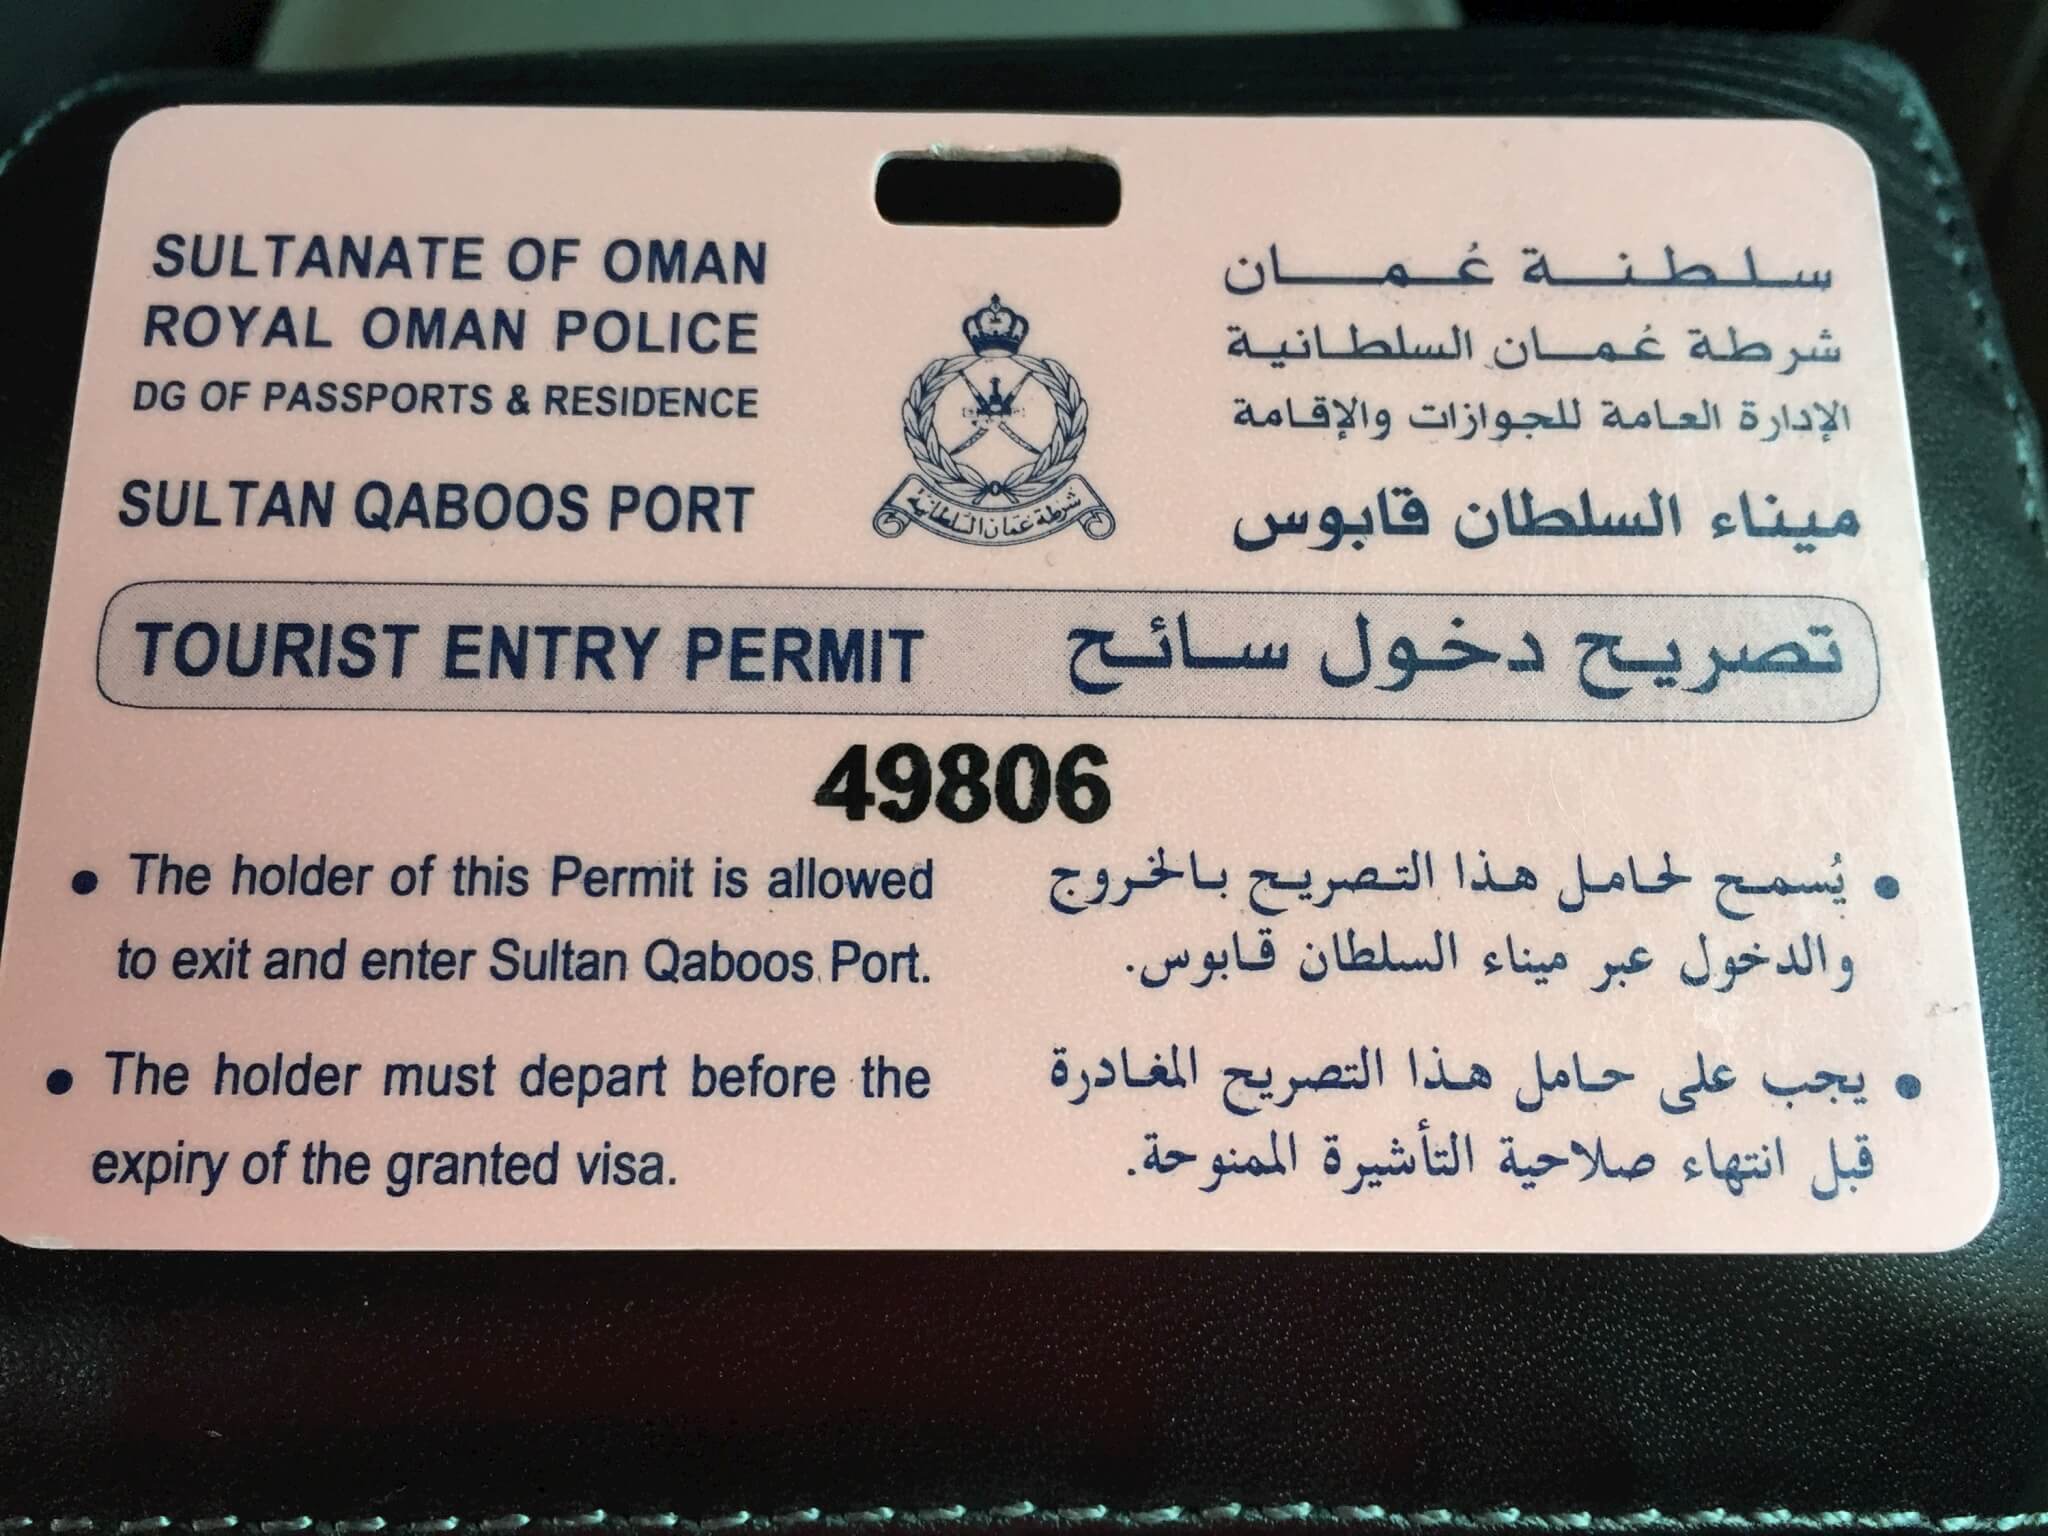 SULTANATE OF OMAN
ROYAL OMAN POLICE
DG OF PASSPORTS & RESIDENCE
SULTAN QABOOS PORT
سلطنة عُمان
شرطة عُمان السلطانية
الإدارة العامة للجوازات والإقامة
ميناء السلطان قابوس
شرطة عمان السلطانية
TOURIST ENTRY PERMIT
تصريح دخول سائح
49806
• The holder of this Permit is allowed
to exit and enter Sultan Qaboos Port.
• The holder must depart before the
expiry of the granted visa.
• يُسمح لحامل هذا التصريح بالخروج
والدخول عبر ميناء السلطان قابوس.
• يجب على حامل هذا التصريح المغادرة
قبل انتهاء صلاحية التأشيرة الممنوحة.